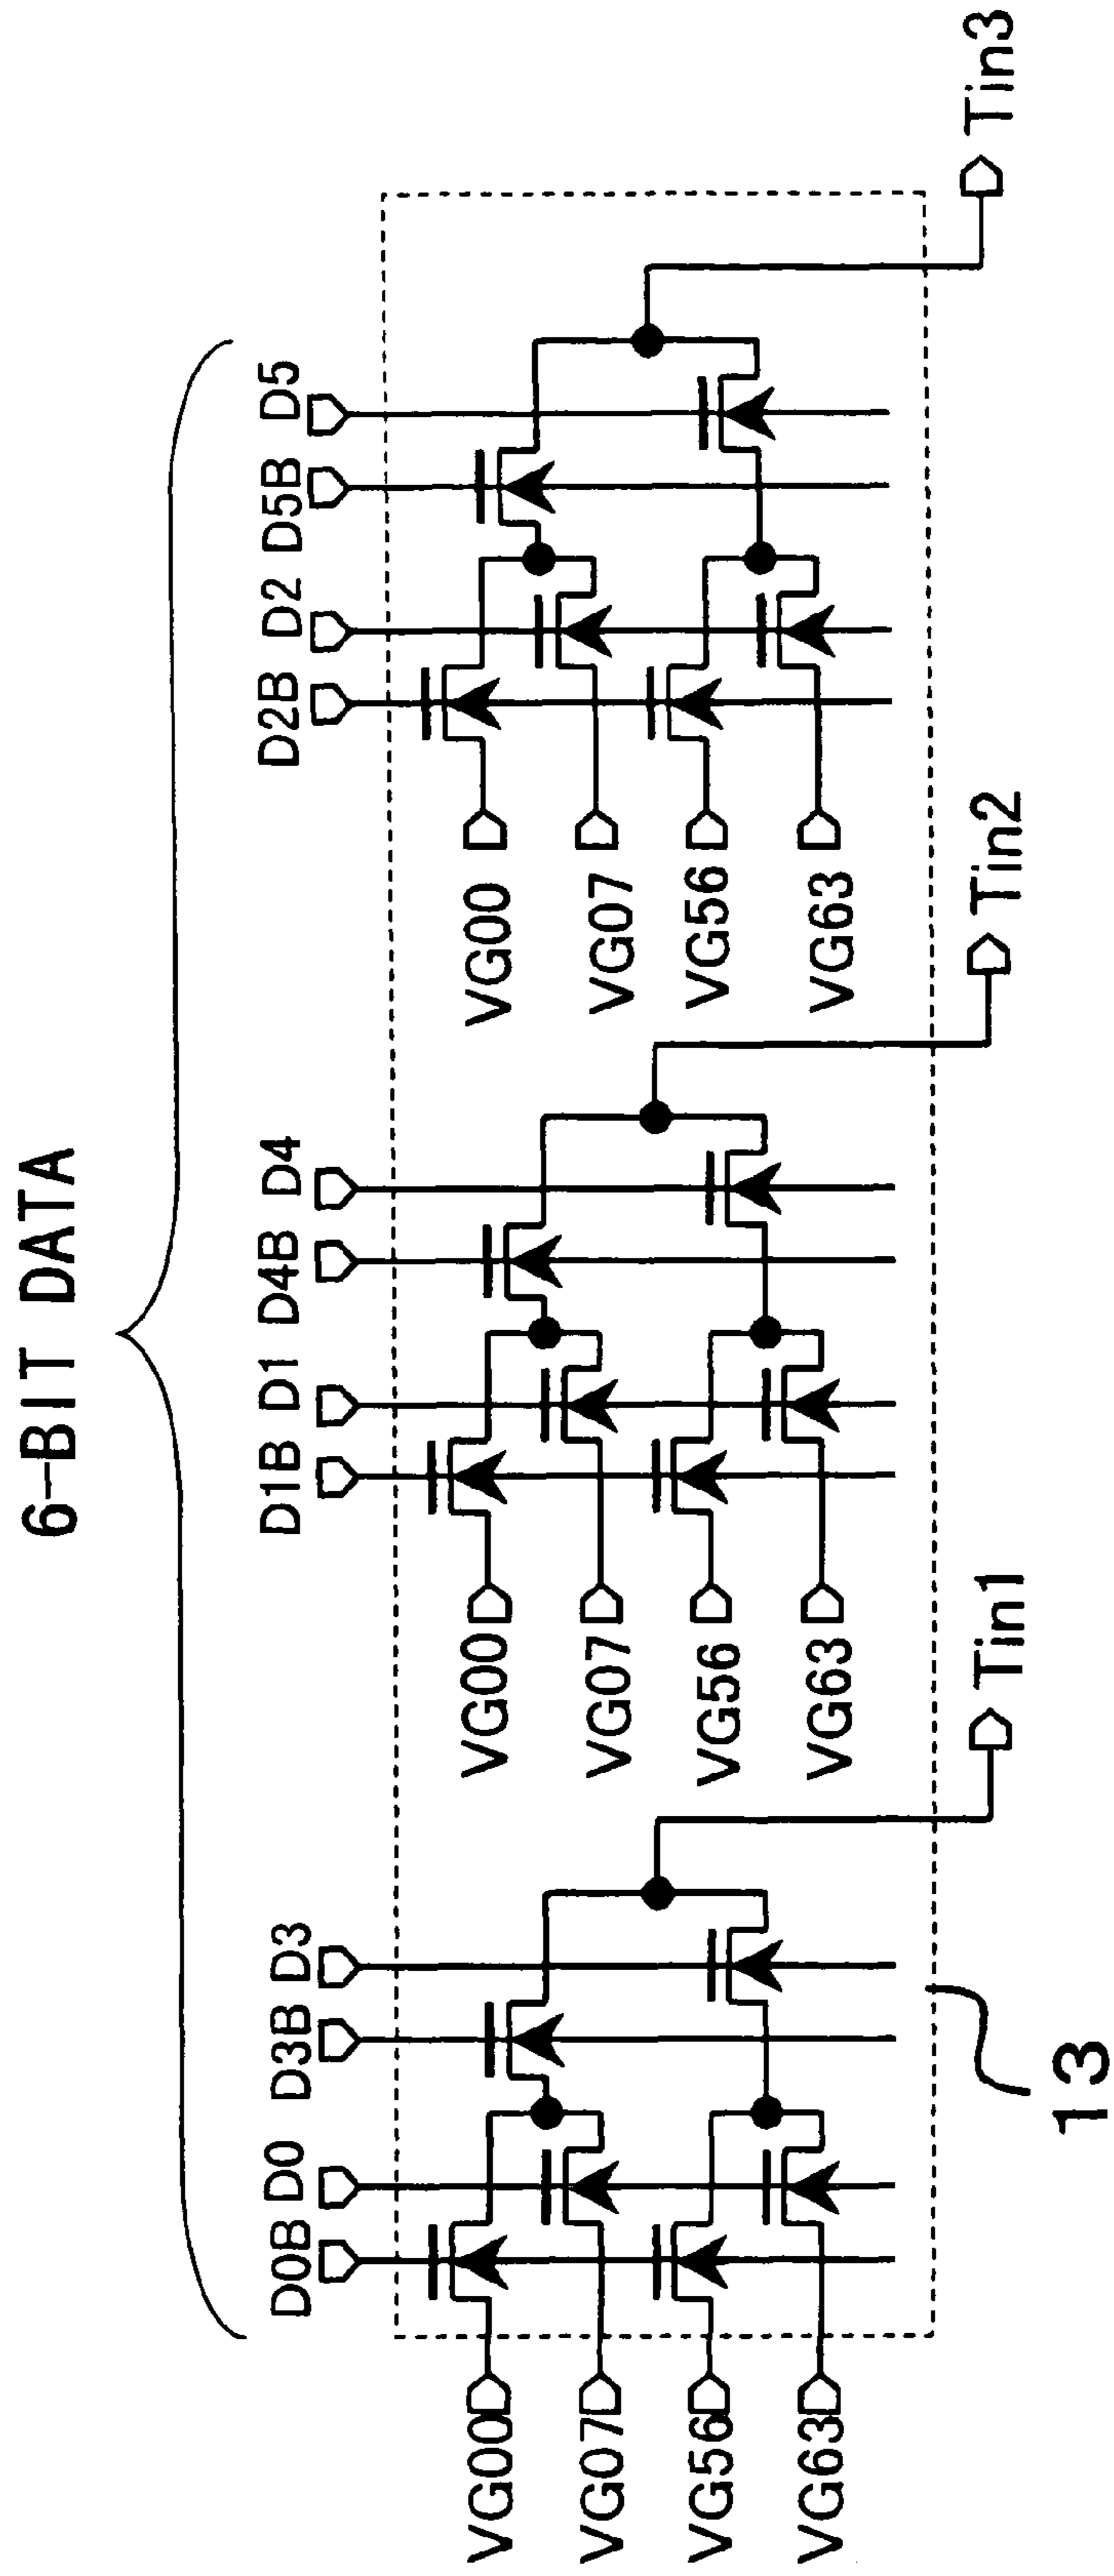 6-BIT DATA
D0B D0 D3B D3 D1B D1 D4B D4 D2B D2 D5B D5
VG00 VG00 VG00
VG07 VG07 VG07
VG56 VG56 VG56
VG63 VG63 VG63
Tin1 Tin2 Tin3
13